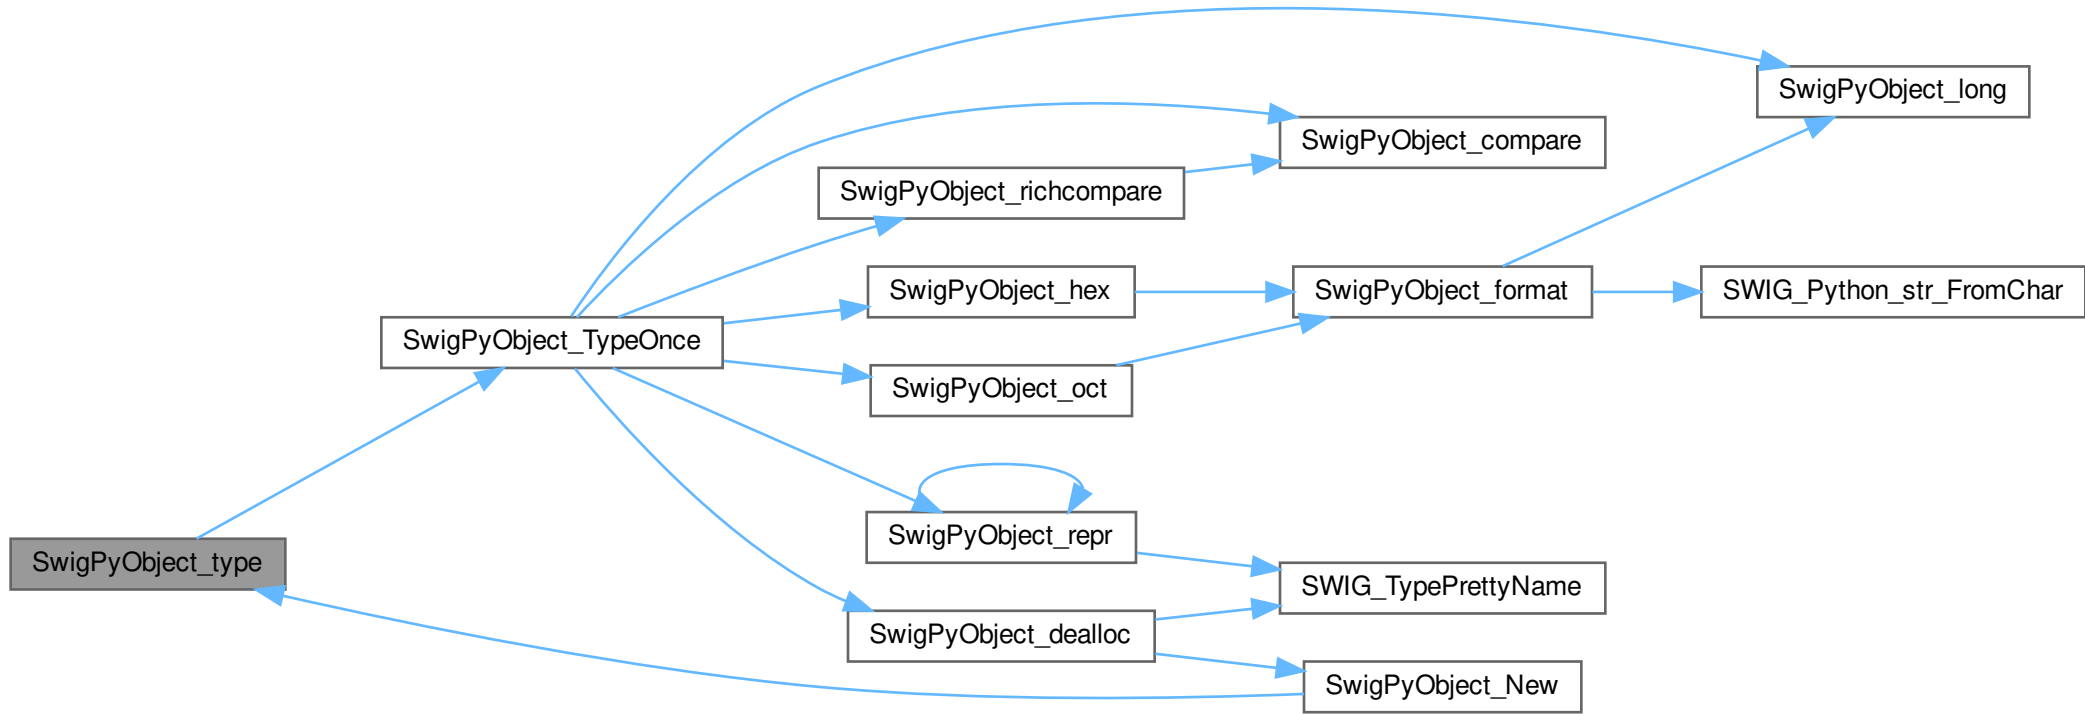 SwigPyObject_long
SwigPyObject_compare
SwigPyObject_richcompare
SwigPyObject_hex
SwigPyObject_format
SWIG_Python_str_FromChar
SwigPyObject_TypeOnce
SwigPyObject_oct
SwigPyObject_repr
SwigPyObject_type
SWIG_TypePrettyName
SwigPyObject_dealloc
SwigPyObject_New